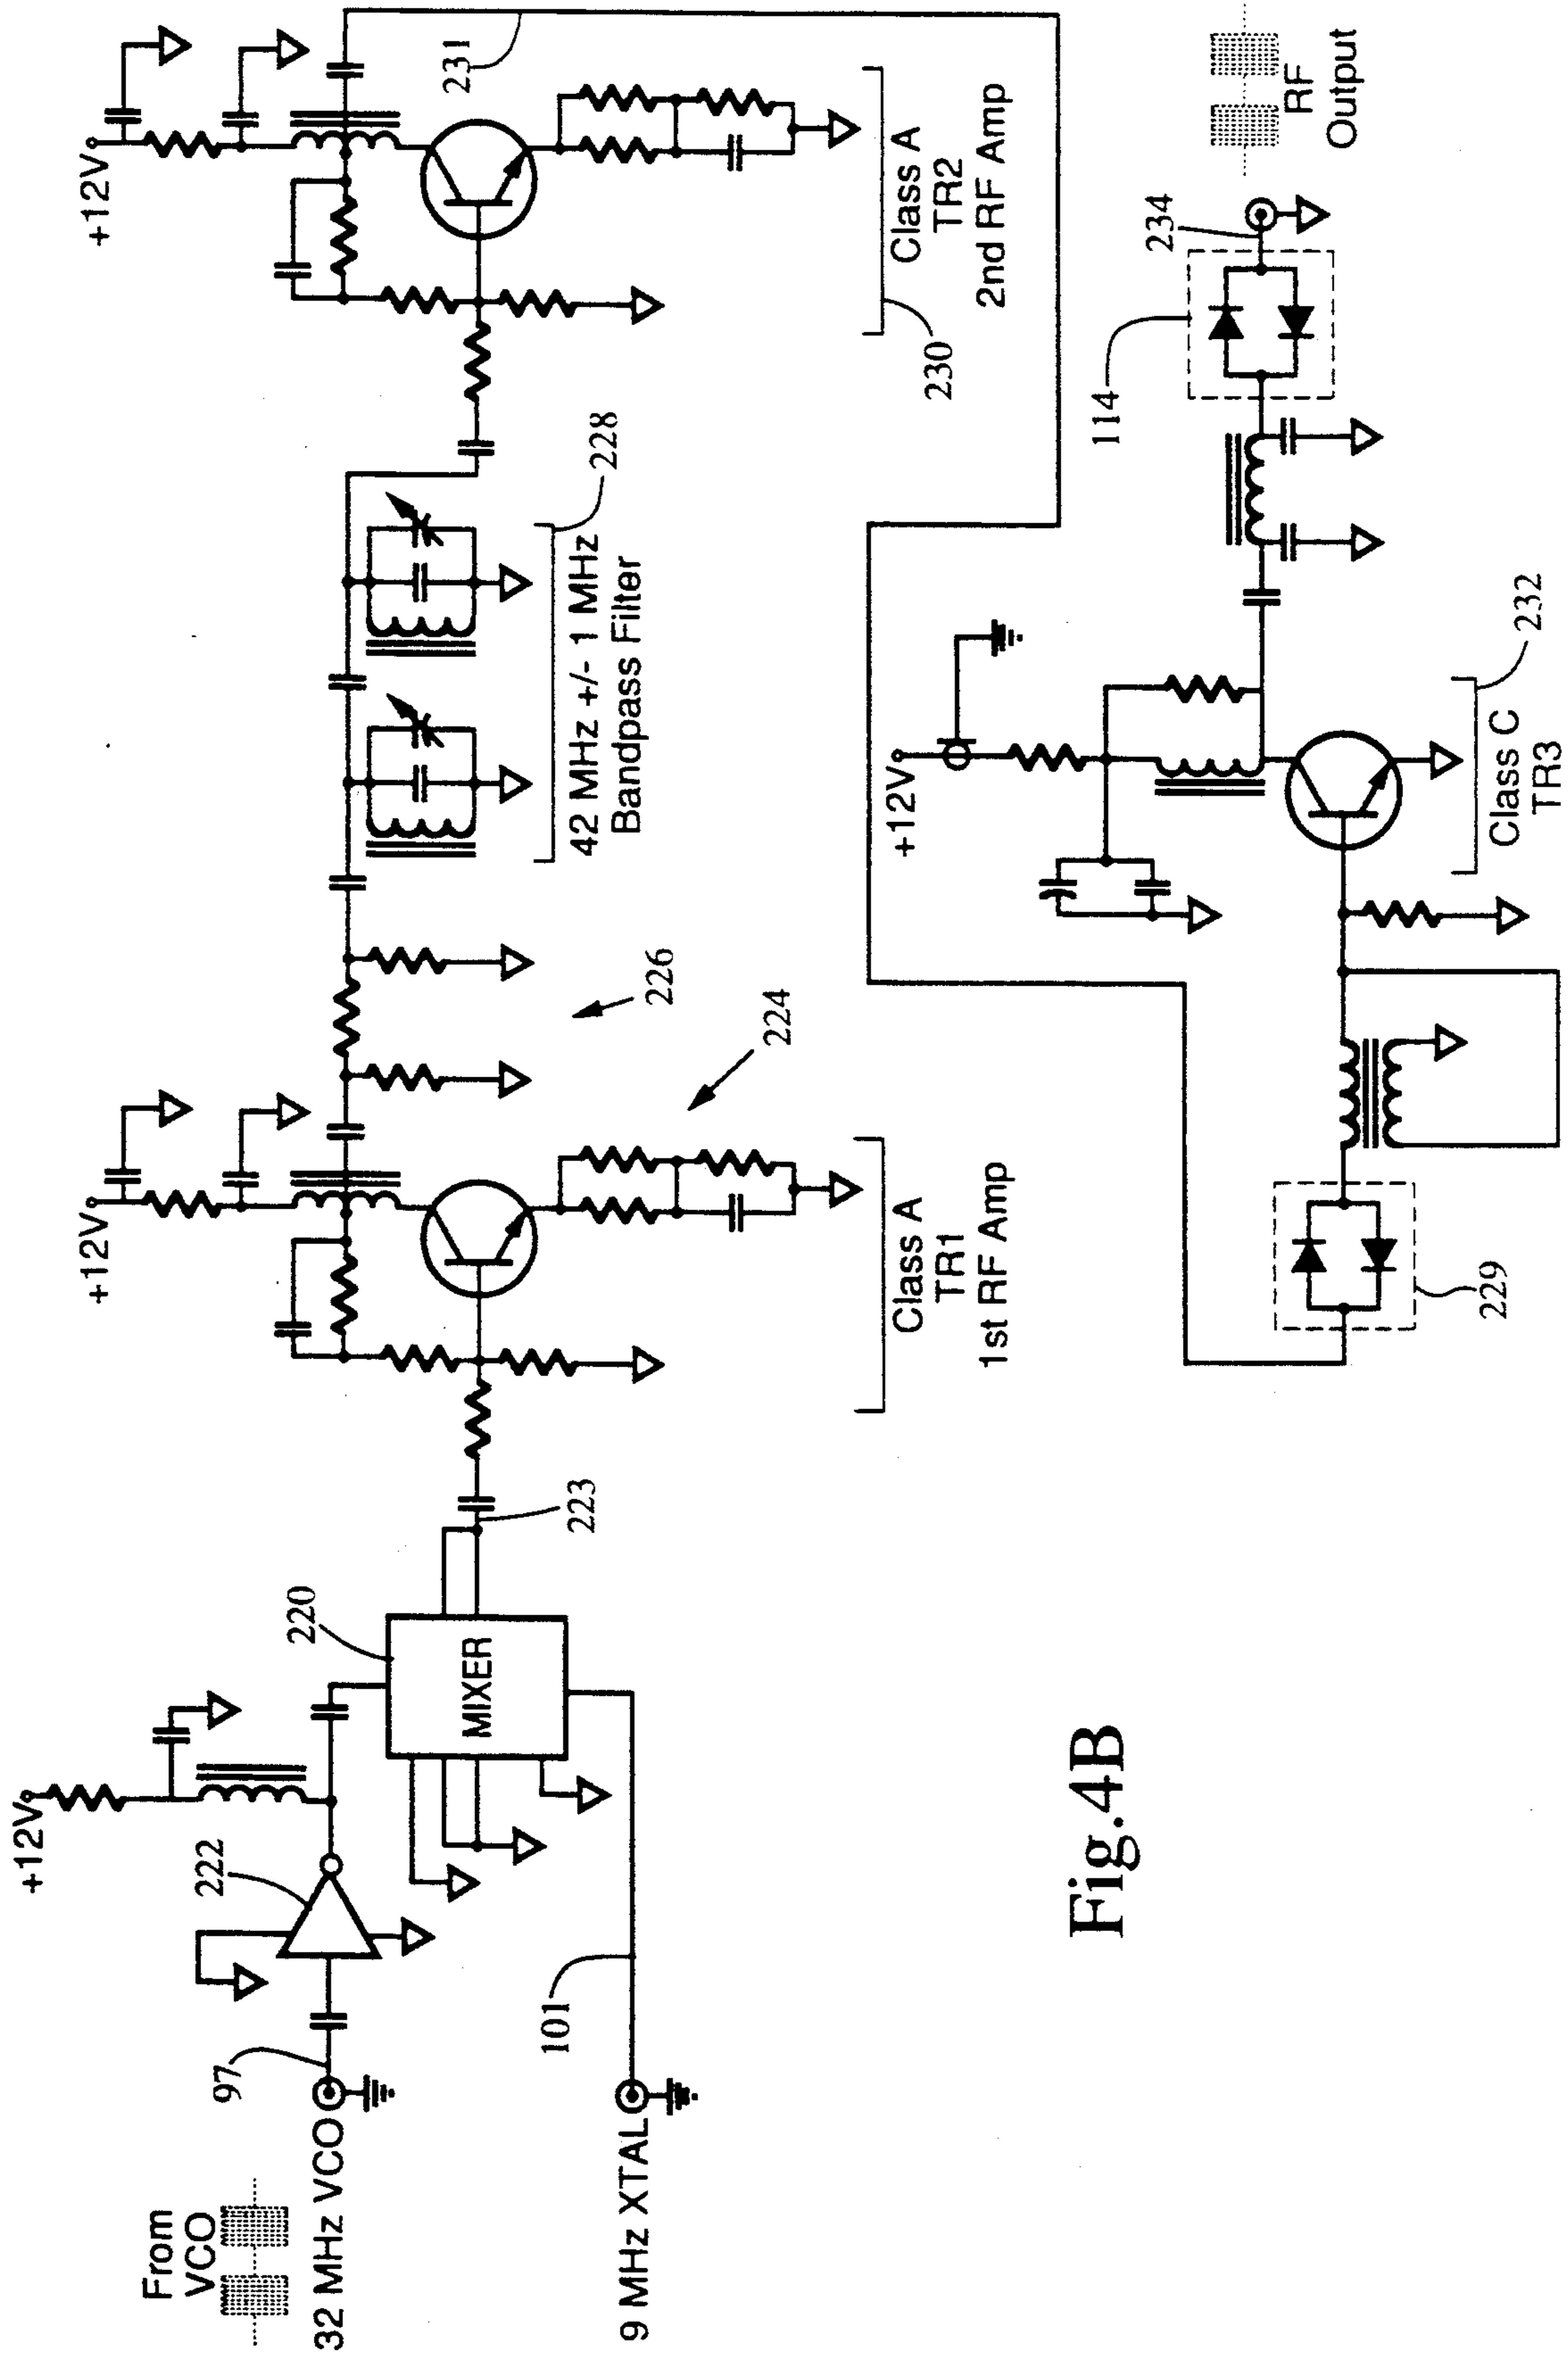 From
VCO
32 MHz VCO
97
222
+12V
9 MHz XTAL
101
220
MIXER
223
+12V
Class A
TR1
1st RF Amp
224
226
42 MHz +/- 1 MHz
Bandpass Filter
228
+12V
Class A
TR2
2nd RF Amp
230
231
229
+12V
Class C
TR3
232
114
234
RF
Output
Fig.4B